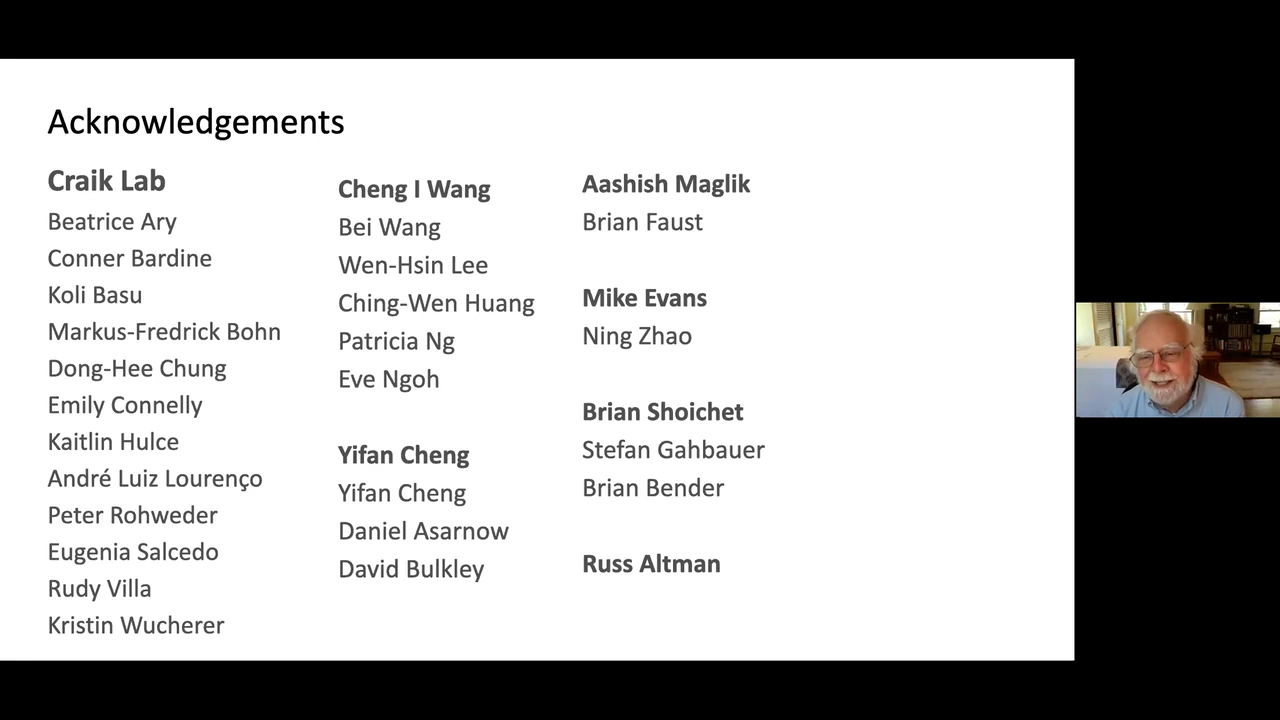 Acknowledgements
Craik Lab
Beatrice Ary
Conner Bardine
Koli Basu
Markus-Fredrick Bohn
Dong-Hee Chung
Emily Connelly
Kaitlin Hulce
André Luiz Lourenço
Peter Rohweder
Eugenia Salcedo
Rudy Villa
Kristin Wucherer
Cheng I Wang
Bei Wang
Wen-Hsin Lee
Ching-Wen Huang
Patricia Ng
Eve Ngoh
Yifan Cheng
Yifan Cheng
Daniel Asarnow
David Bulkley
Aashish Maglik
Brian Faust
Mike Evans
Ning Zhao
Brian Shoichet
Stefan Gahbauer
Brian Bender
Russ Altman